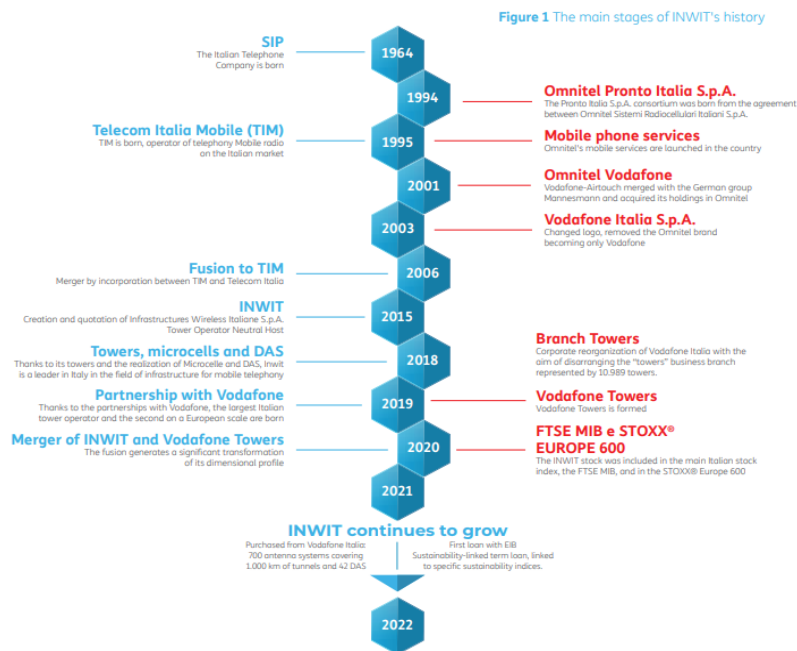 Figure 1 The main stages of INWIT's history
SIP
The Italian Telephone
Company is born
1964
1994
Omnitel Pronto Italia S.p.A.
The Pronto Italia S.p.A. consortium was born from the agreement
between Omnitel Sistemi Radiocellulari Italiani S.p.A.
Telecom Italia Mobile (TIM)
TIM is born, operator of telephony Mobile radio
on the Italian market
1995
Mobile phone services
Omnitel's mobile services are launched in the country
2001
Omnitel Vodafone
Vodafone-Airtouch merged with the German group
Mannesmann and acquired its holdings in Omnitel
2003
Vodafone Italia S.p.A.
Changed logo, removed the Omnitel brand
becoming only Vodafone
Fusion to TIM
Merger by incorporation between TIM and Telecom Italia
2006
INWIT
Creation and quotation of Infrastructures Wireless Italiane S.p.A.
Tower Operator Neutral Host
2015
Towers, microcells and DAS
Thanks to its towers and the realization of Microcelle and DAS, Inwit
is a leader in Italy in the field of infrastructure for mobile telephony
2018
Branch Towers
Corporate reorganization of Vodafone Italia with the
aim of disarranging the "towers" business branch
represented by 10.989 towers.
Partnership with Vodafone
Thanks to the partnerships with Vodafone, the largest Italian
tower operator and the second on a European scale are born
2019
Vodafone Towers
Vodafone Towers is formed
Merger of INWIT and Vodafone Towers
The fusion generates a significant transformation
of its dimensional profile
2020
FTSE MIB e STOXX®
EUROPE 600
The INWIT stock was included in the main Italian stock
index, the FTSE MIB, and in the STOXX® Europe 600
2021
INWIT continues to grow
Purchased from Vodafone Italia:
700 antenna systems covering
1.000 km of tunnels and 42 DAS
First loan with EIB
Sustainability-linked term loan, linked
to specific sustainability indices.
2022